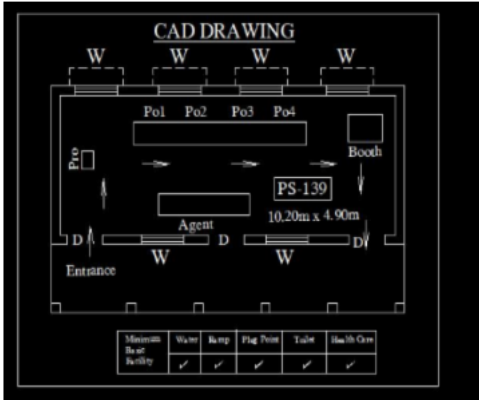 CAD DRAWING
W W W W
Po1 Po2 Po3 Po4
Pro
Booth
PS-139
10.20m x 4.90m
Agent
D D D
W W
Entrance
Minimum Basic Facility Water Ramp Plug Point Toilet Health Care
✓ ✓ ✓ ✓ ✓